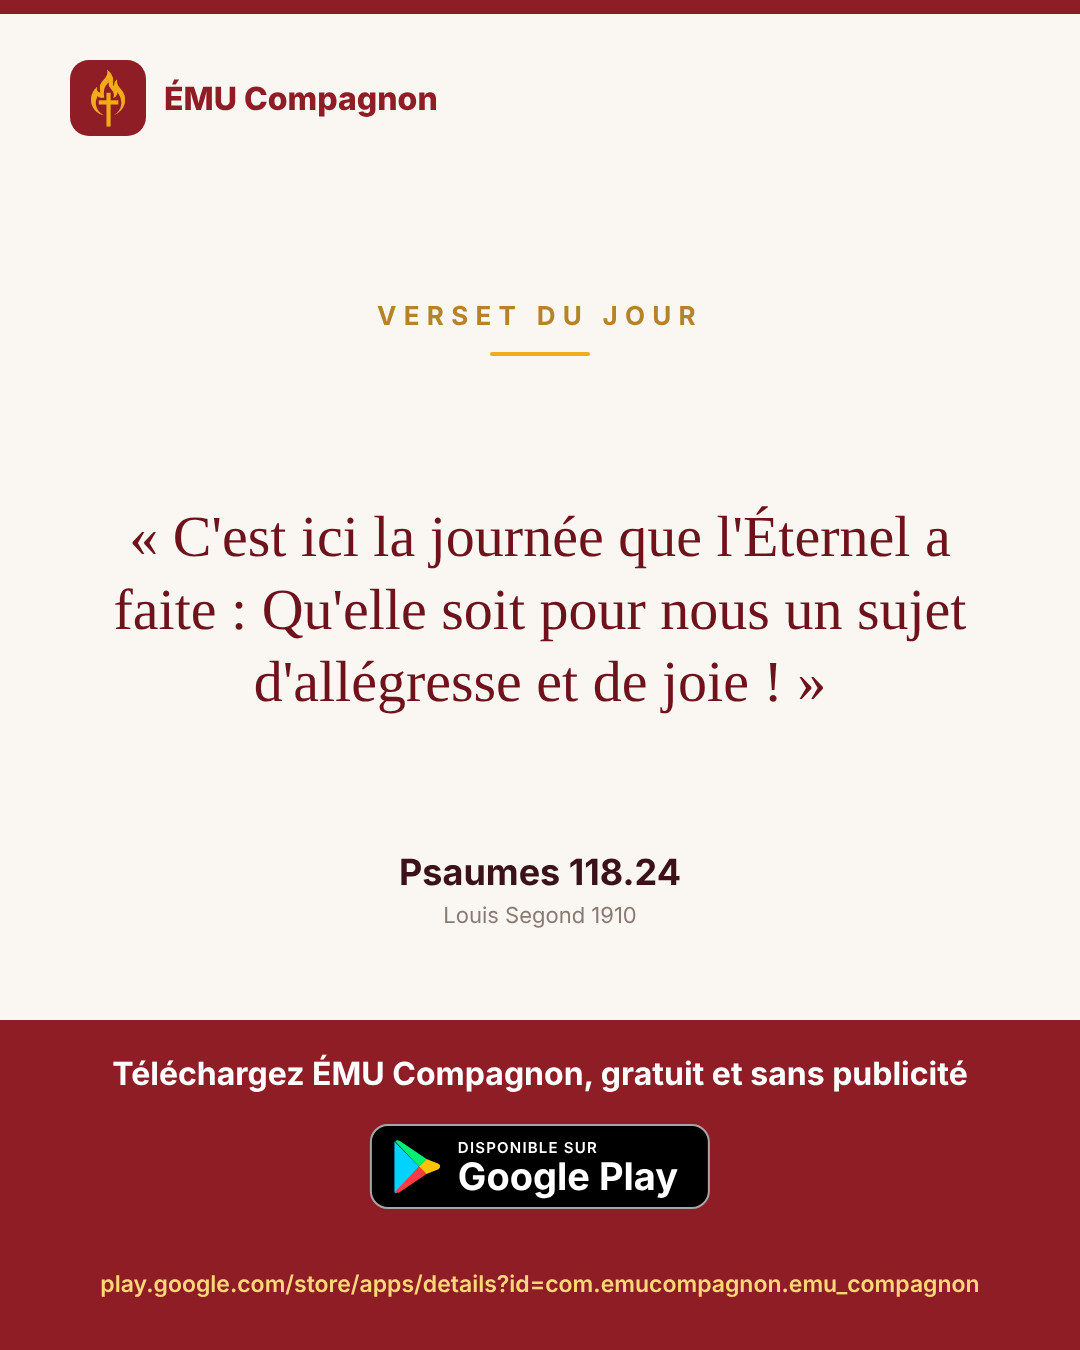 ÉMU Compagnon
VERSET DU JOUR
« C'est ici la journée que l'Éternel a
faite : Qu'elle soit pour nous un sujet
d'allégresse et de joie ! »
Psaumes 118.24
Louis Segond 1910
Téléchargez ÉMU Compagnon, gratuit et sans publicité
DISPONIBLE SUR
Google Play
play.google.com/store/apps/details?id=com.emucompagnon.emu_compagnon